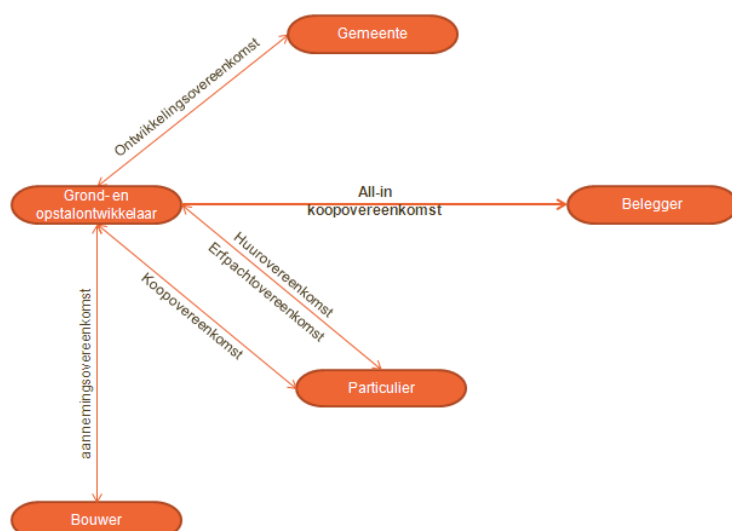 Gemeente
Ontwikkelingsovereenkomst
Grond- en
opstalontwikkelaar
All-in
koopovereenkomst
Belegger
Huurovereenkomst
Erfpachtovereenkomst
Koopovereenkomst
aannemingsovereenkomst
Particulier
Bouwer